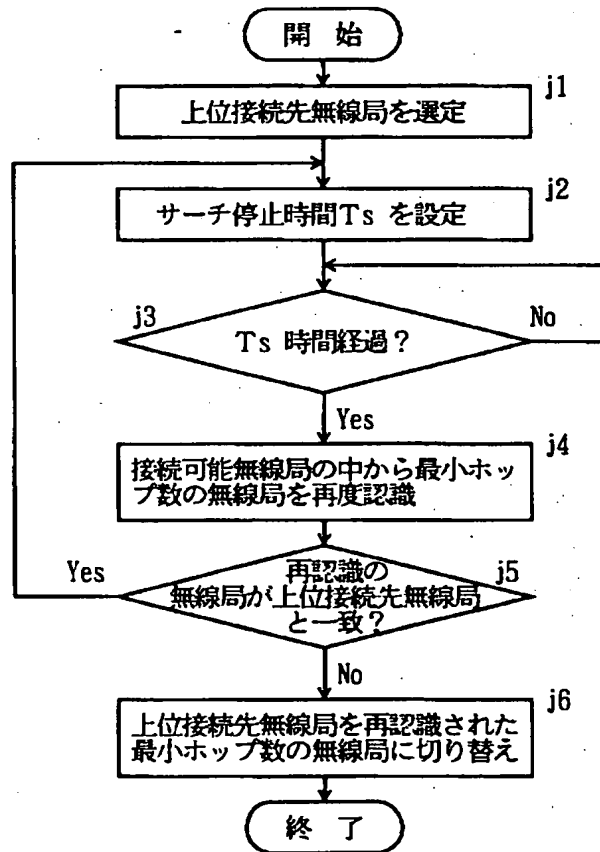 開 始
j1
上位接続先無線局を選定
j2
サーチ停止時間Ts を設定
j3
Ts 時間経過？
No
Yes
j4
接続可能無線局の中から最小ホッ
プ数の無線局を再度認識
Yes
j5
再認識の
無線局が上位接続先無線局
と一致？
No
j6
上位接続先無線局を再認識された
最小ホップ数の無線局に切り替え
終 了